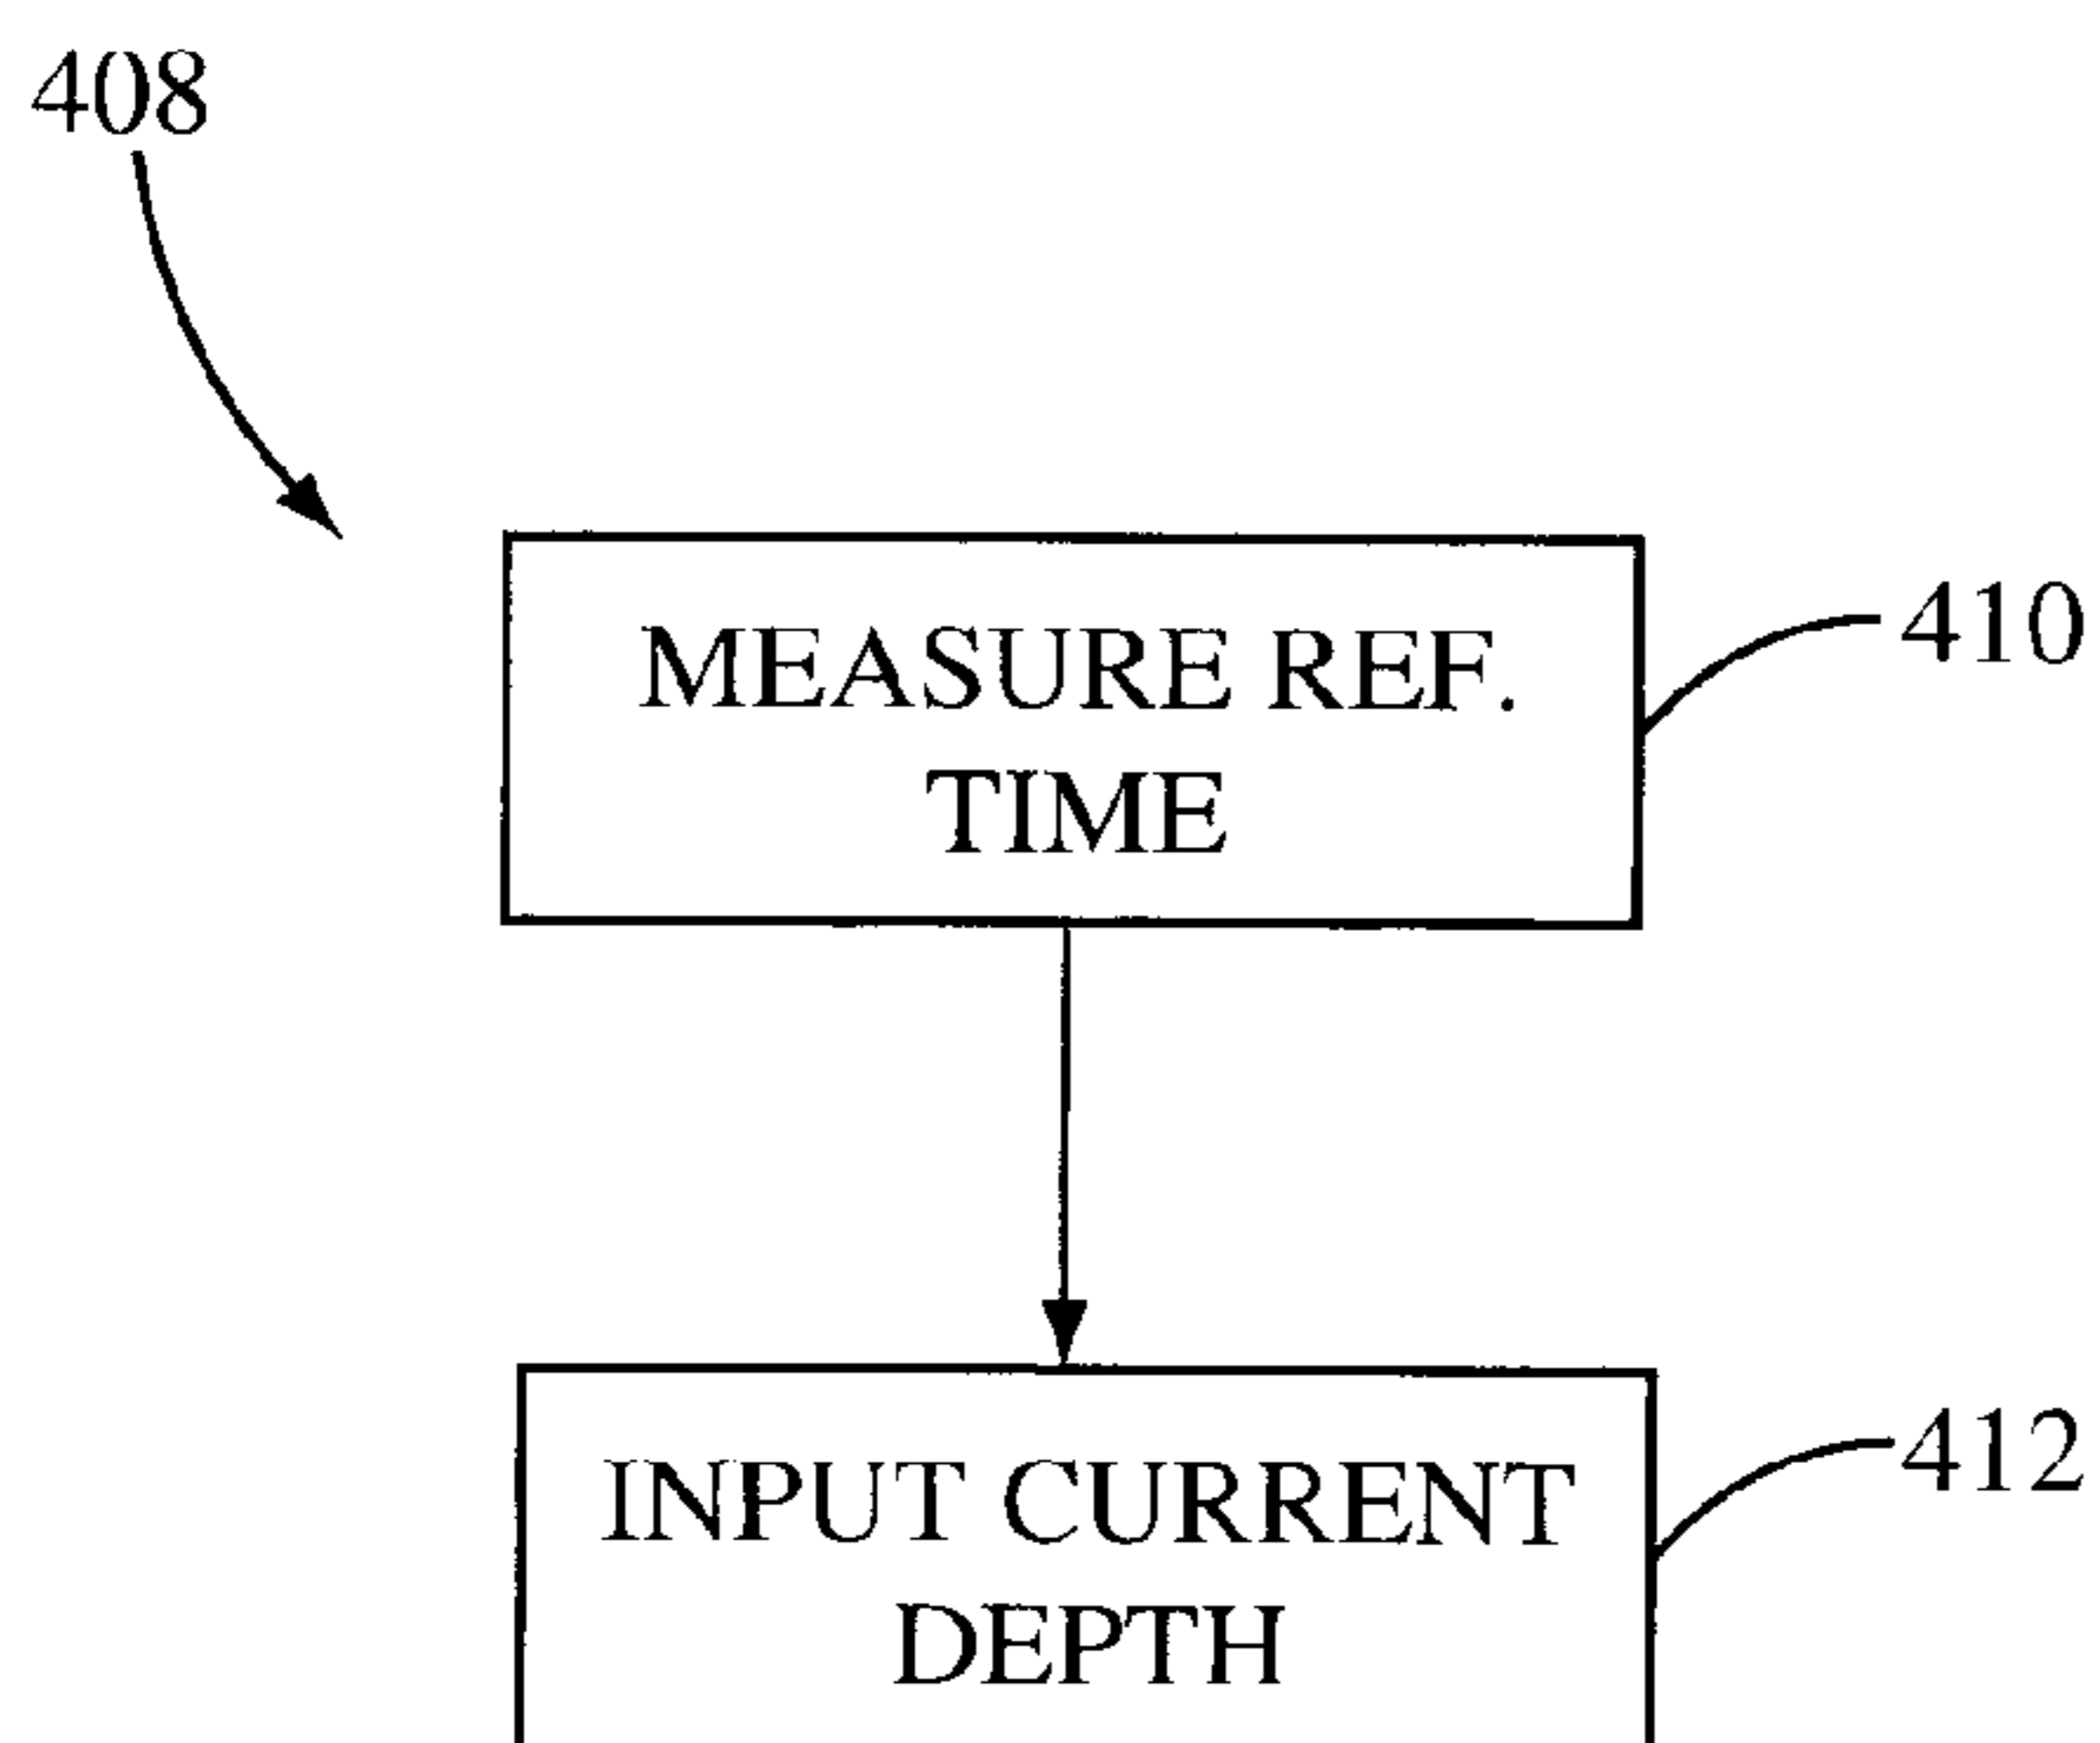 408
MEASURE REF.
TIME
410
INPUT CURRENT
DEPTH
412